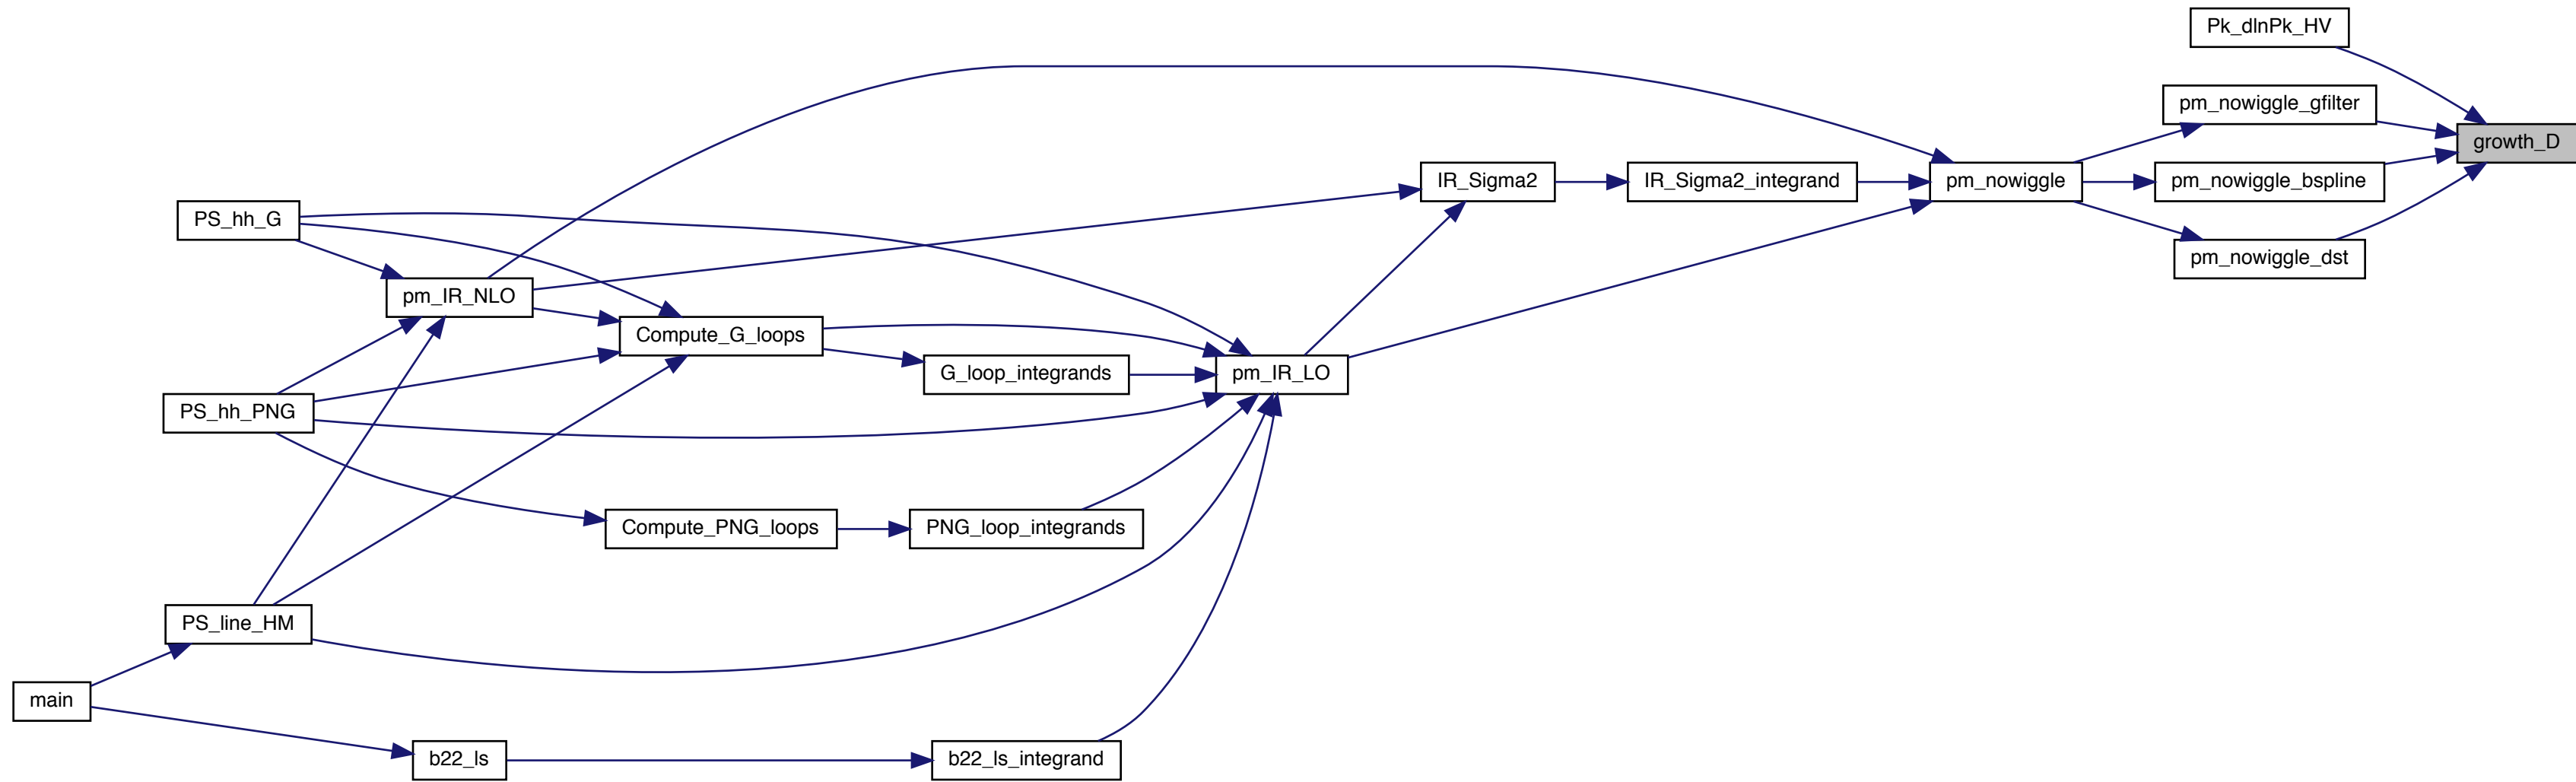 Pk_dlnPk_HV
pm_nowiggle_gfilter
growth_D
IR_Sigma2
IR_Sigma2_integrand
pm_nowiggle
pm_nowiggle_bspline
PS_hh_G
pm_nowiggle_dst
pm_IR_NLO
Compute_G_loops
G_loop_integrands
pm_IR_LO
PS_hh_PNG
Compute_PNG_loops
PNG_loop_integrands
PS_line_HM
main
b22_ls
b22_ls_integrand